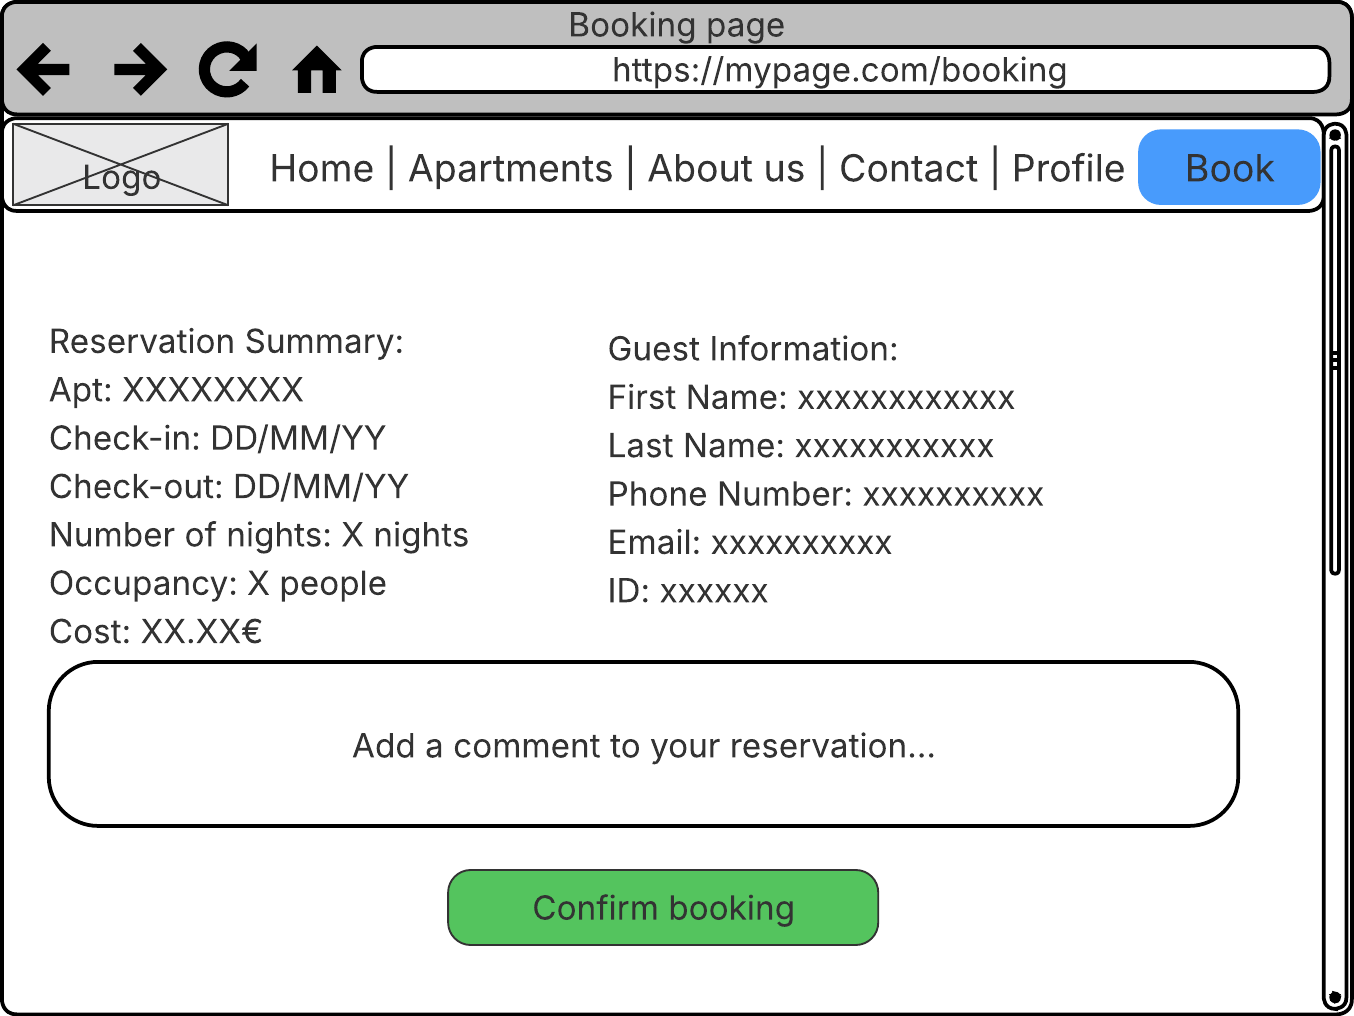 Booking page
https://mypage.com/booking
Logo
Home | Apartments | About us | Contact | Profile
Book
Reservation Summary:
Apt: XXXXXXXX
Check-in: DD/MM/YY
Check-out: DD/MM/YY
Number of nights: X nights
Occupancy: X people
Cost: XX.XX€
Guest Information:
First Name: xxxxxxxxxxxx
Last Name: xxxxxxxxxxx
Phone Number: xxxxxxxxxx
Email: xxxxxxxxxx
ID: xxxxxx
Add a comment to your reservation...
Confirm booking